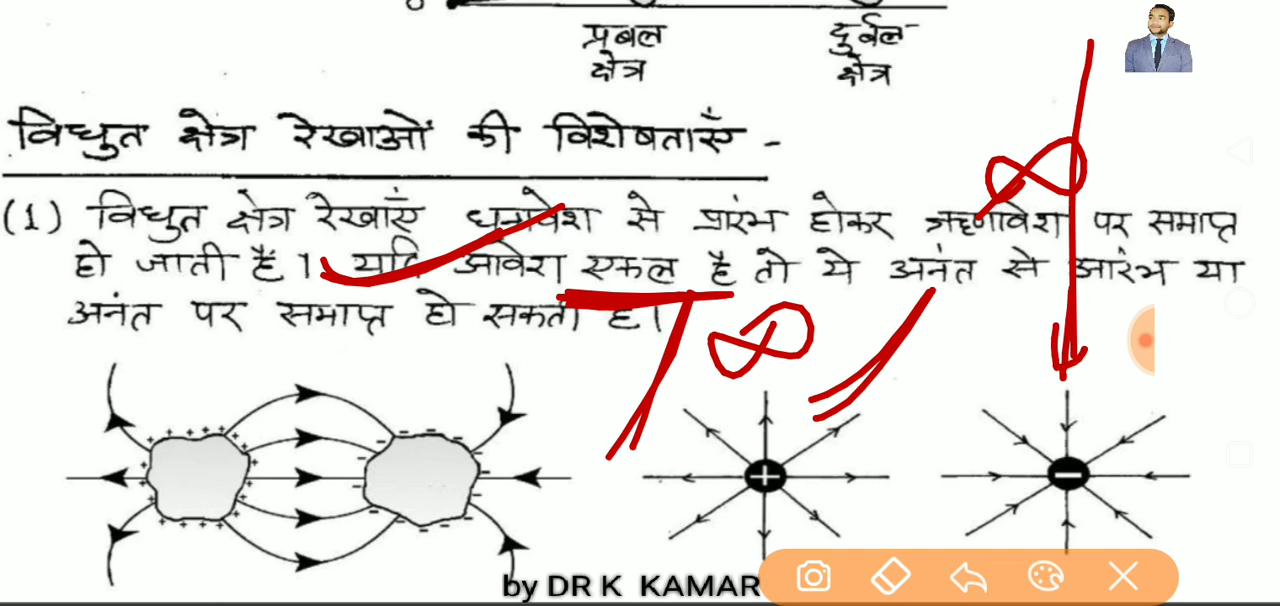 प्रबल दुर्बल
क्षेत्र क्षेत्र
विधुत क्षेत्र रेखाओं की विशेषताएँ -
(1) विधुत क्षेत्र रेखाएँ धनावेश से प्रारंभ होकर ऋणावेश पर समाप्त
हो जाती है। यदि आवेश एकल है तो ये अनंत से आरंभ या
अनंत पर समाप्त हो सकती है।
∞
∞
by DR K KAMAR